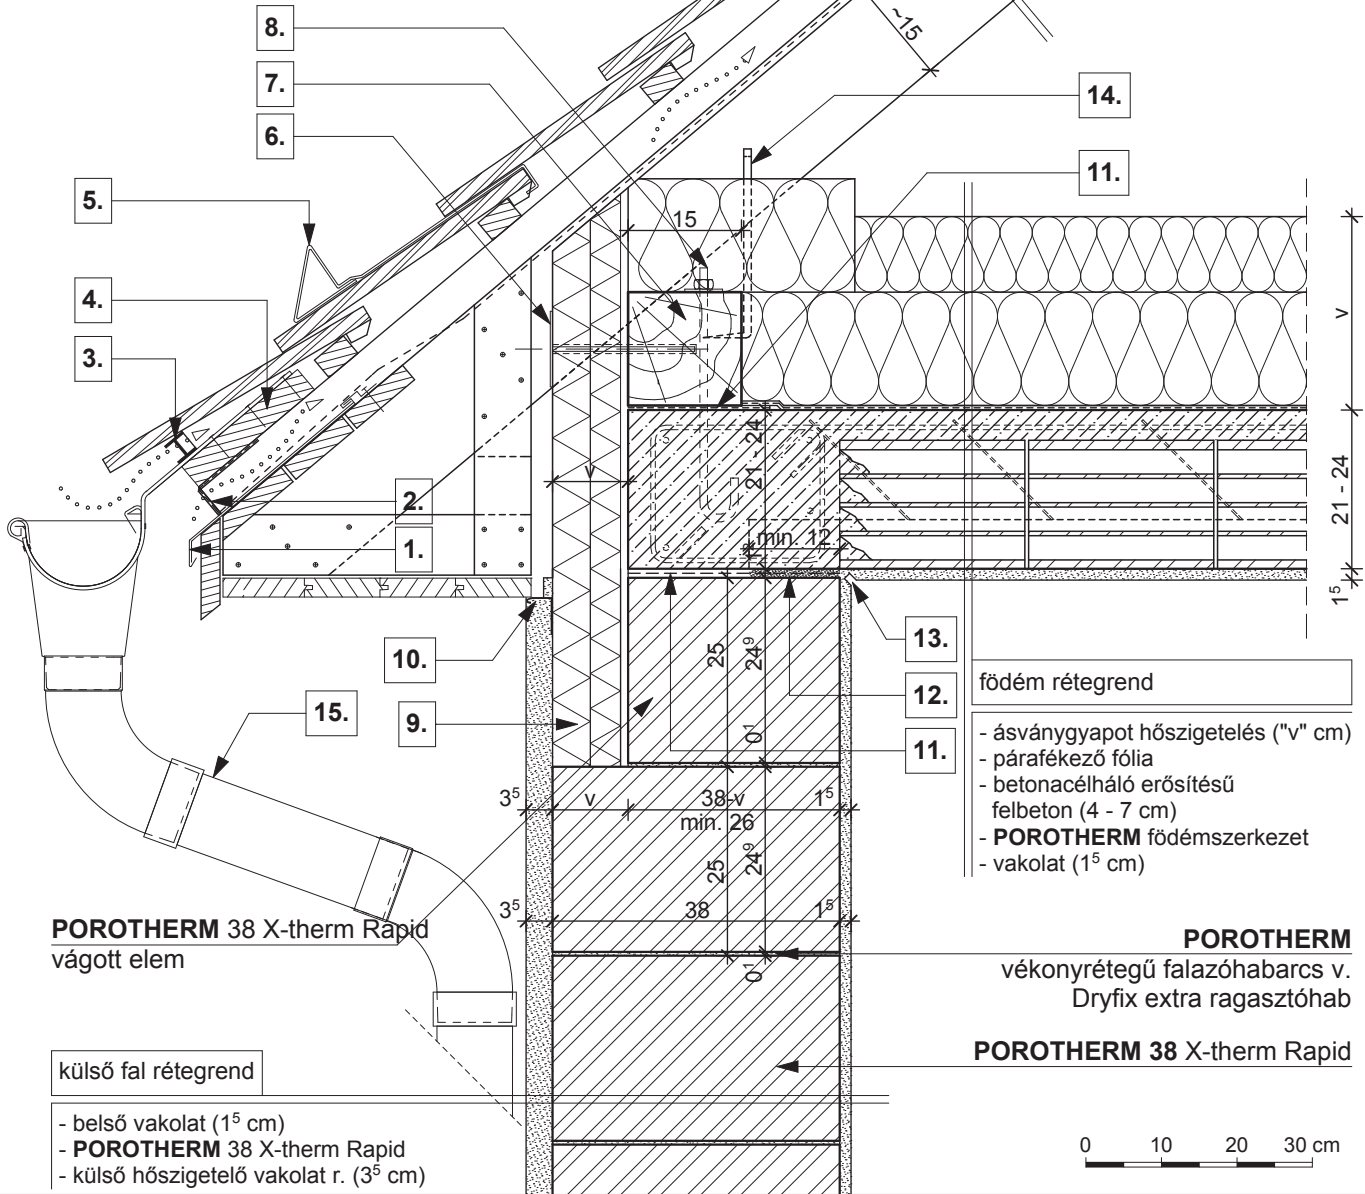 8.
7.
6.
5.
4.
3.
2.
1.
~15
14.
11.
15
v
v
21 - 24
21 - 24
min. 12
1⁵
10.
9.
15.
13.
12.
11.
25
24⁹
0¹
3⁵
v
38-v
min. 26
1⁵
25
24⁹
3⁵
38
1⁵
0¹
födém rétegrend
- ásványgyapot hőszigetelés ("v" cm)
- párafékező fólia
- betonacélháló erősítésű
felbeton (4 - 7 cm)
- POROTHERM födémszerkezet
- vakolat (1⁵ cm)
POROTHERM 38 X-therm Rapid
vágott elem
POROTHERM
vékonyrétegű falazóhabarcs v.
Dryfix extra ragasztóhab
POROTHERM 38 X-therm Rapid
külső fal rétegrend
- belső vakolat (1⁵ cm)
- POROTHERM 38 X-therm Rapid
- külső hőszigetelő vakolat r. (3⁵ cm)
0 10 20 30 cm